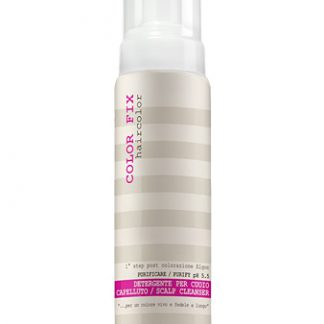 COLOR FIX
haircolor
1° step post colorazione
PURIFICARE / PURIFY pH 5.5
DETERGENTE PER CUOIO
CAPELLUTO / SCALP CLEANSER
"...per un colore vivo e fedele a lungo"